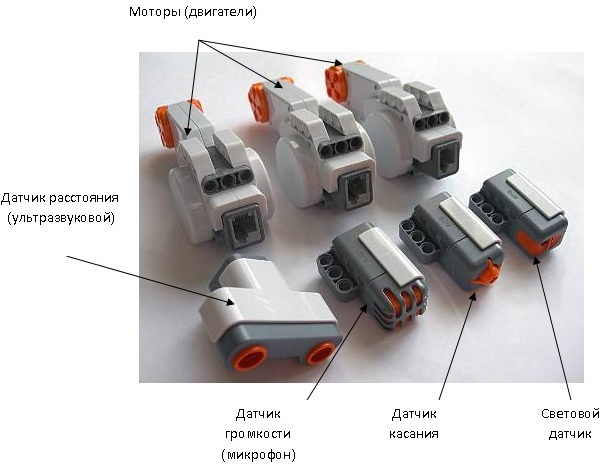 Моторы (двигатели)
Датчик расстояния
(ультразвуковой)
Датчик
громкости
(микрофон)
Датчик
касания
Световой
датчик